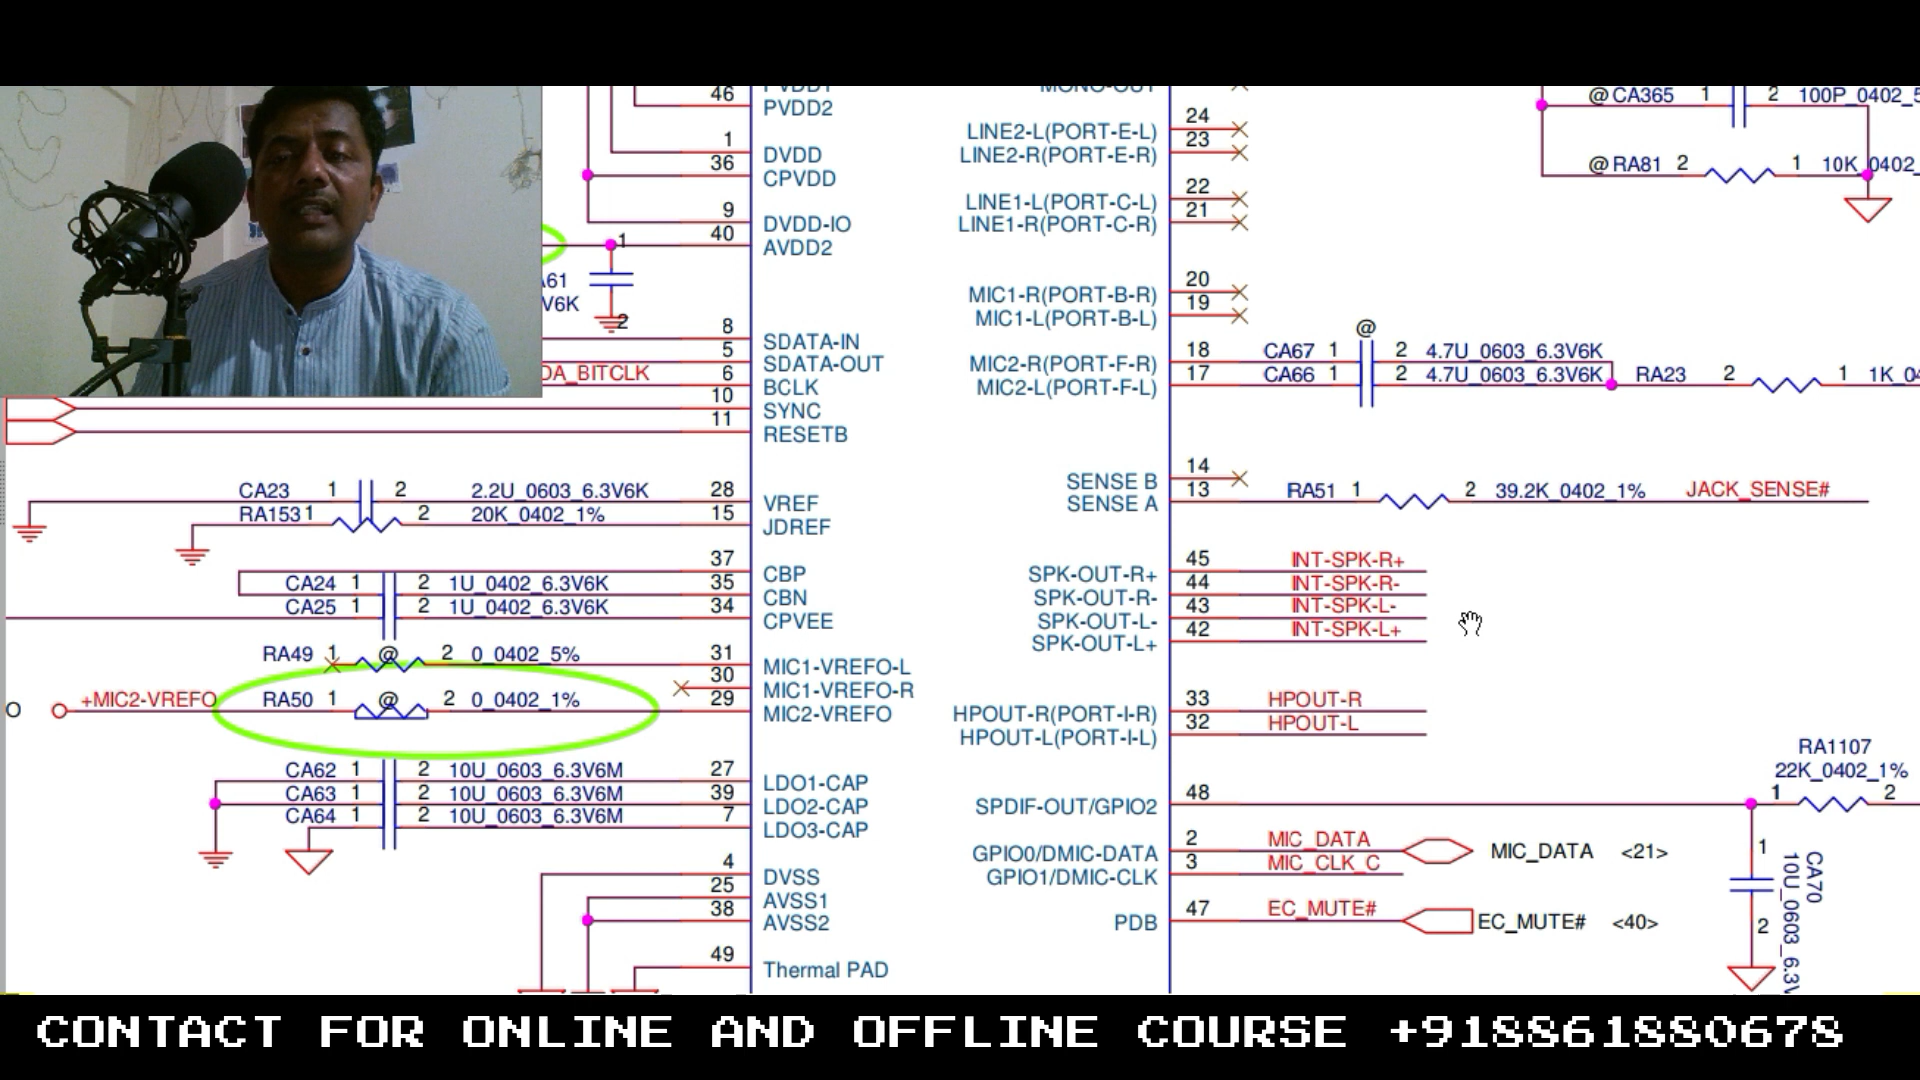 46
PVDD2
1
DVDD
36
CPVDD
9
DVDD-IO
40
AVDD2
1
V6K
2
8
SDATA-IN
5
SDATA-OUT
DA_BITCLK
6
BCLK
10
SYNC
11
RESETB
CA23 1 2 2.2U_0603_6.3V6K 28
VREF
RA153 1 2 20K_0402_1% 15
JDREF
37
CBP
CA24 1 2 1U_0402_6.3V6K 35
CBN
CA25 1 2 1U_0402_6.3V6K 34
CPVEE
RA49 1 @ 2 0_0402_5% 31
MIC1-VREFO-L
30
MIC1-VREFO-R
O +MIC2-VREFO RA50 1 @ 2 0_0402_1% 29
MIC2-VREFO
CA62 1 2 10U_0603_6.3V6M 27
LDO1-CAP
CA63 1 2 10U_0603_6.3V6M 39
LDO2-CAP
CA64 1 2 10U_0603_6.3V6M 7
LDO3-CAP
4
DVSS
25
AVSS1
38
AVSS2
49
Thermal PAD
24
LINE2-L(PORT-E-L)
23
LINE2-R(PORT-E-R)
22
LINE1-L(PORT-C-L)
21
LINE1-R(PORT-C-R)
20
MIC1-R(PORT-B-R)
19
MIC1-L(PORT-B-L)
@
18 CA67 1 2 4.7U_0603_6.3V6K
MIC2-R(PORT-F-R)
17 CA66 1 2 4.7U_0603_6.3V6K RA23 2 1
MIC2-L(PORT-F-L)
14
SENSE B
13 RA51 1 2 39.2K_0402_1% JACK_SENSE#
SENSE A
45 INT-SPK-R+
SPK-OUT-R+
44 INT-SPK-R-
SPK-OUT-R-
43 INT-SPK-L-
SPK-OUT-L-
42 INT-SPK-L+
SPK-OUT-L+
33 HPOUT-R
HPOUT-R(PORT-I-R)
32 HPOUT-L
HPOUT-L(PORT-I-L)
48
SPDIF-OUT/GPIO2
2 MIC_DATA
GPIO0/DMIC-DATA MIC_DATA <21>
3 MIC_CLK_C
GPIO1/DMIC-CLK
47 EC_MUTE#
PDB EC_MUTE# <40>
@ CA365 1 2
@ RA81 2 1
RA1107
22K_0402_1%
1 2
1
CA70
2
CONTACT FOR ONLINE AND OFFLINE COURSE +918861880678